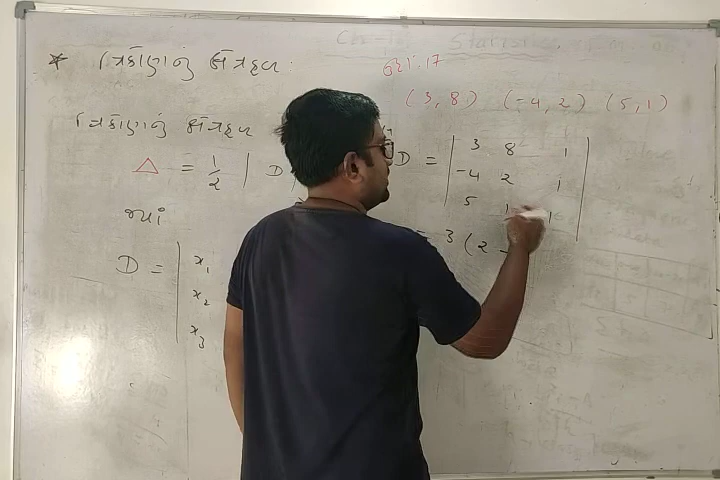 * ત્રિકોણનું ક્ષેત્રફળ :
ત્રિકોણનું ક્ષેત્રફળ
△ = 1/2 | D
જ્યાં
D = | x₁
x₂
x₃
ઉદા.17
(3, 8) (-4, 2) (5, 1)
D = | 3 8 1 |
-4 2 1
5 1 1
= 3 ( 2 -